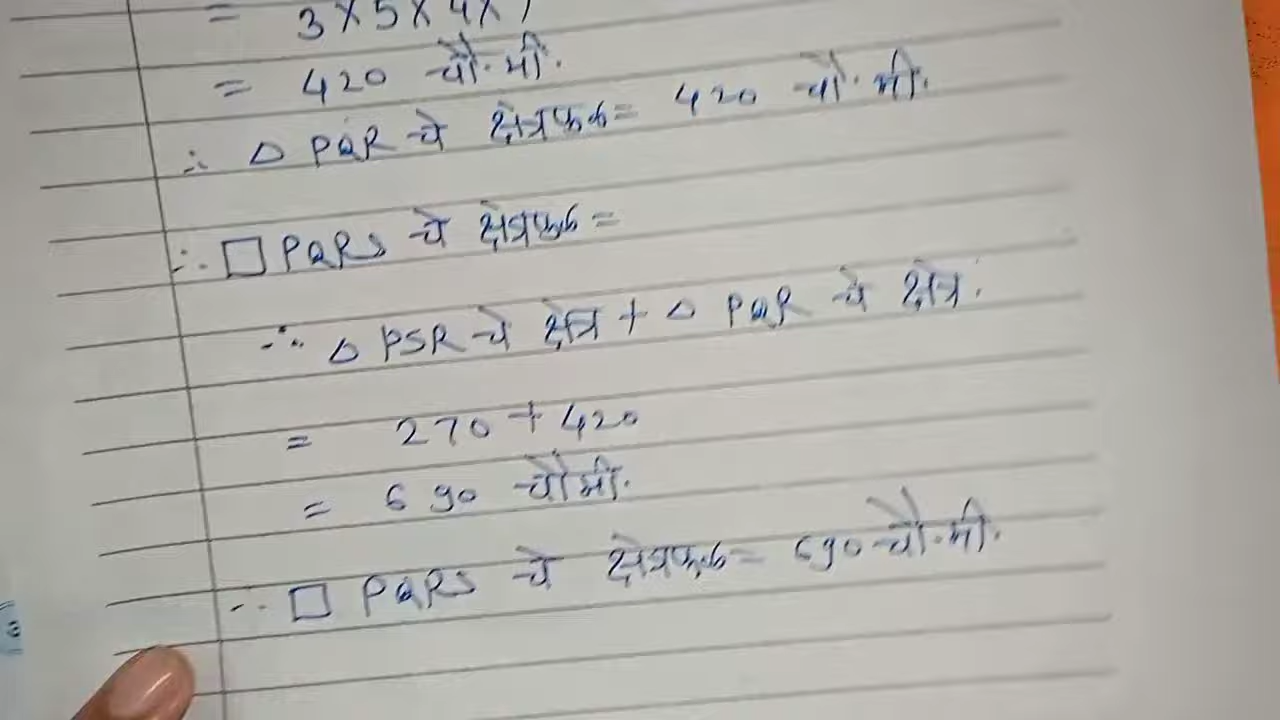 = 3 × 5 × 4 × 7
= 420 चौ.मी.
∴ △ PQR चे क्षेत्रफळ = 420 चौ.मी.
∴ □ PQRS चे क्षेत्रफळ =
∴ △ PSR चे क्षेत्र + △ PQR चे क्षेत्र.
= 270 + 420
= 690 चौमी.
∴ □ PQRS चे क्षेत्रफळ = 690 चौ.मी.